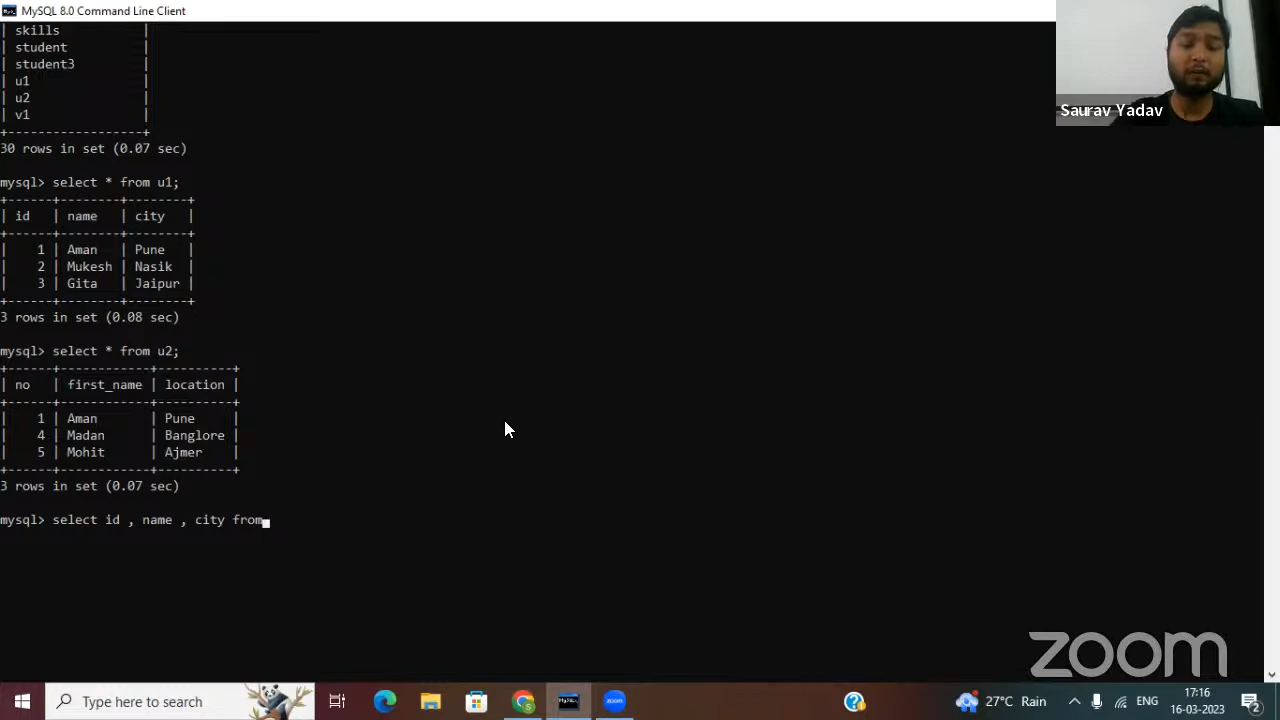 MySQL 8.0 Command Line Client
| skills |
| student |
| student3 |
| u1 |
| u2 |
| v1 |
+------------------+
30 rows in set (0.07 sec)
mysql> select * from u1;
+------+--------+--------+
| id | name | city |
+------+--------+--------+
| 1 | Aman | Pune |
| 2 | Mukesh | Nasik |
| 3 | Gita | Jaipur |
+------+--------+--------+
3 rows in set (0.08 sec)
mysql> select * from u2;
+------+------------+----------+
| no | first_name | location |
+------+------------+----------+
| 1 | Aman | Pune |
| 4 | Madan | Banglore |
| 5 | Mohit | Ajmer |
+------+------------+----------+
3 rows in set (0.07 sec)
mysql> select id , name , city from
Saurav Yadav
zoom
Type here to search
zoom
27°C Rain
ENG
17:16
16-03-2023
2